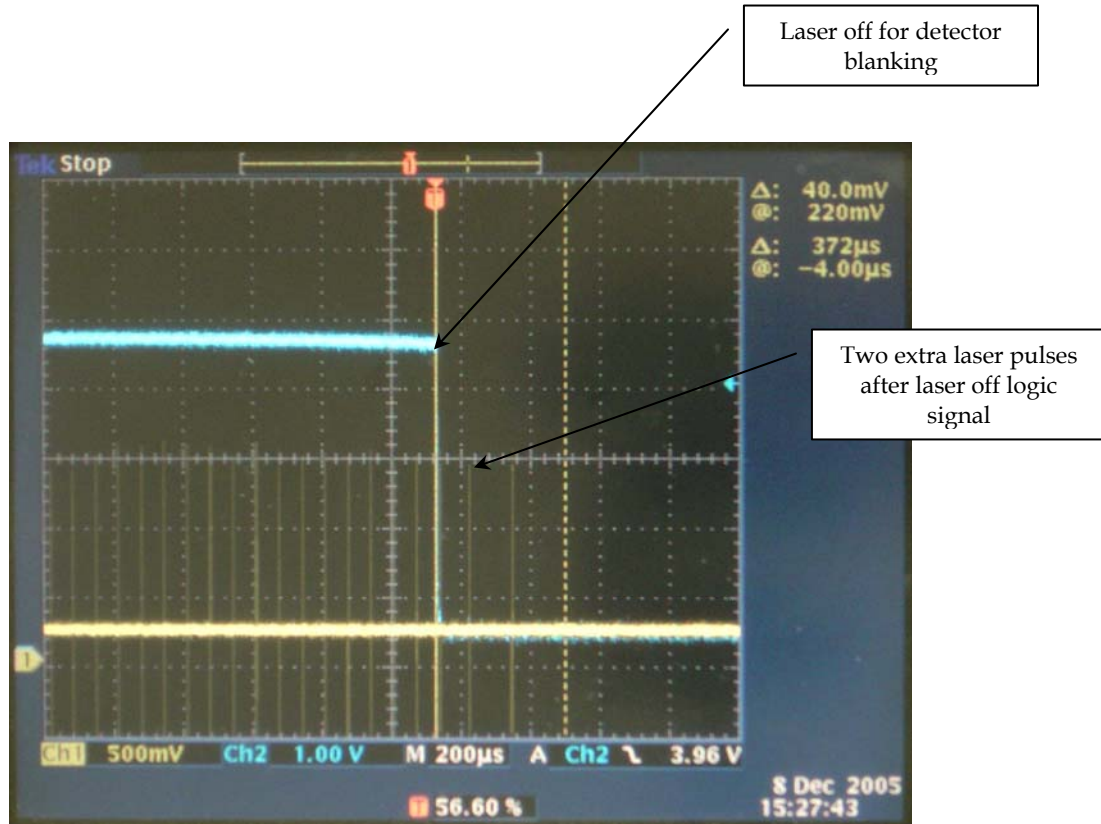 Laser off for detector
blanking
Tek Stop
Δ: 40.0mV
@: 220mV
Δ: 372µs
@: −4.00µs
Two extra laser pulses
after laser off logic
signal
1
Ch1 500mV Ch2 1.00 V M 200µs A Ch2 3.96 V
T 56.60 %
8 Dec 2005
15:27:43